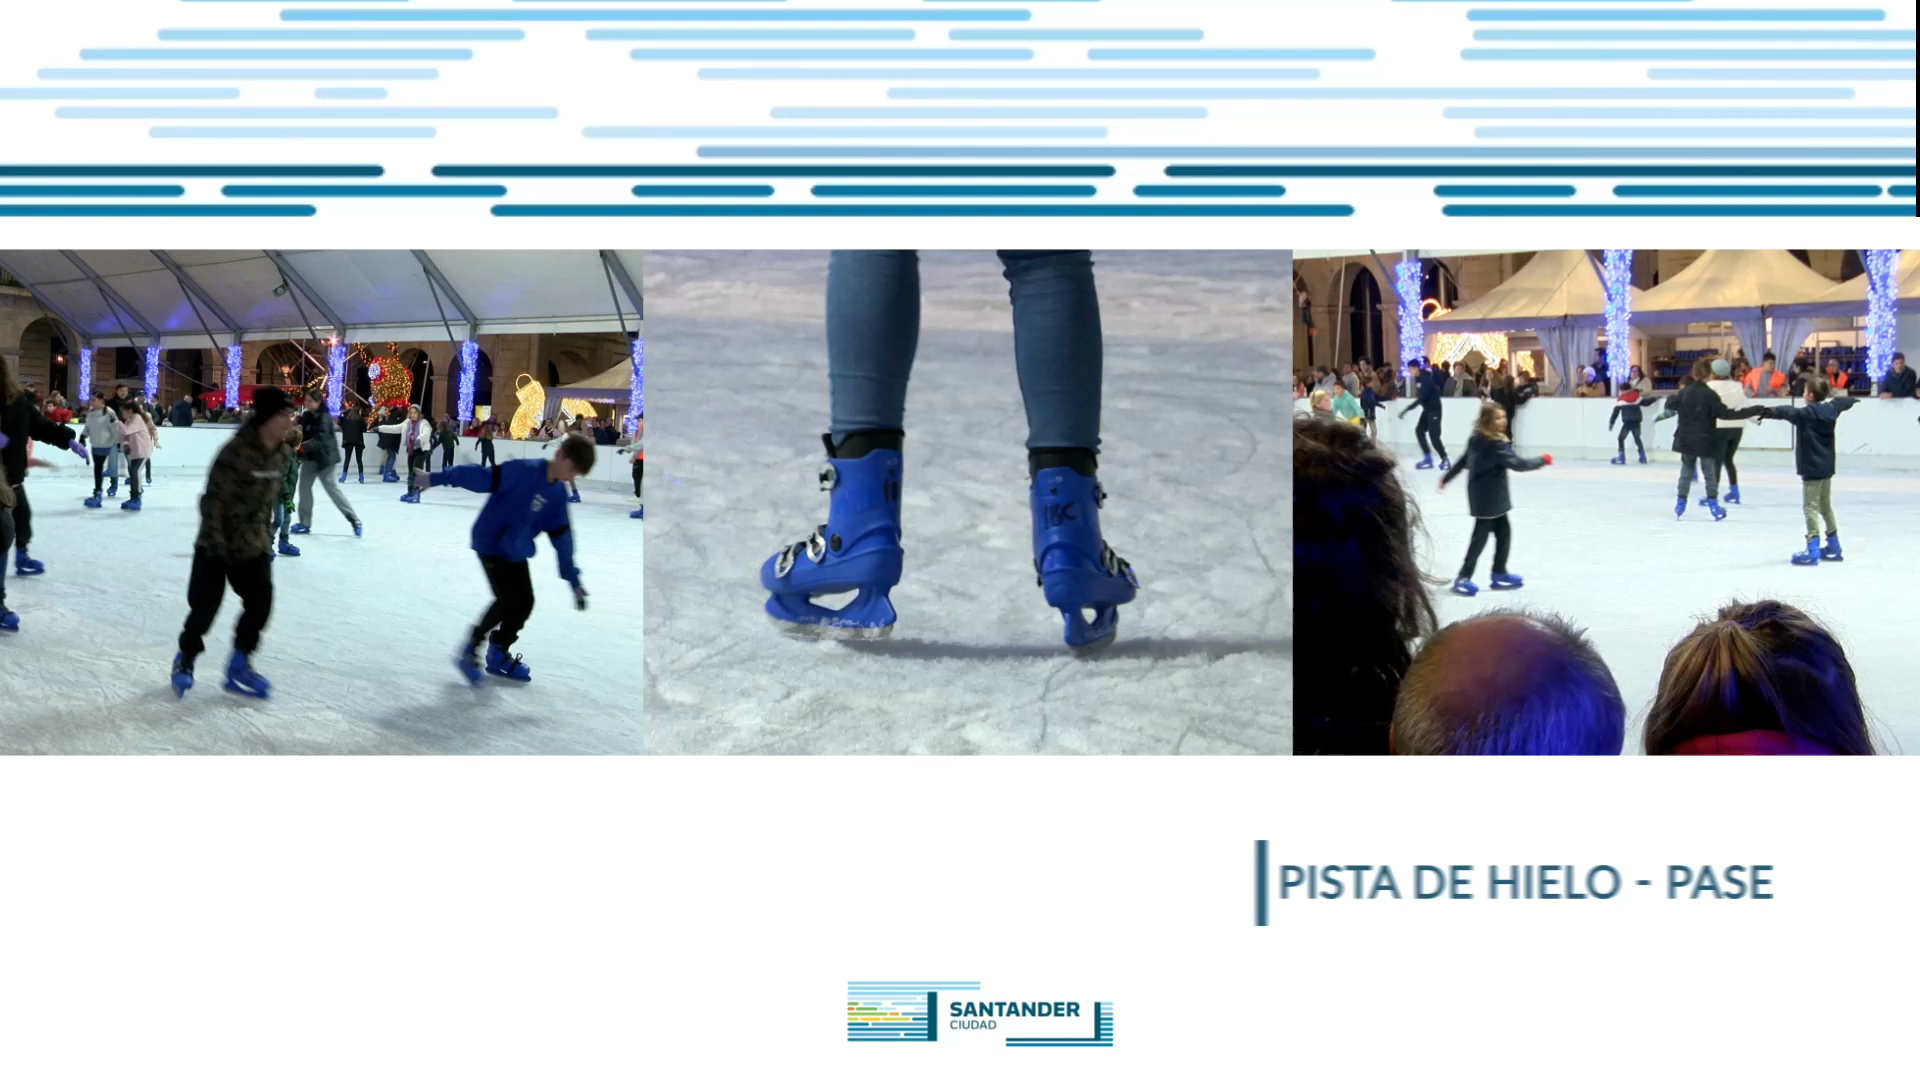 PISTA DE HIELO - PASE
SANTANDER
CIUDAD